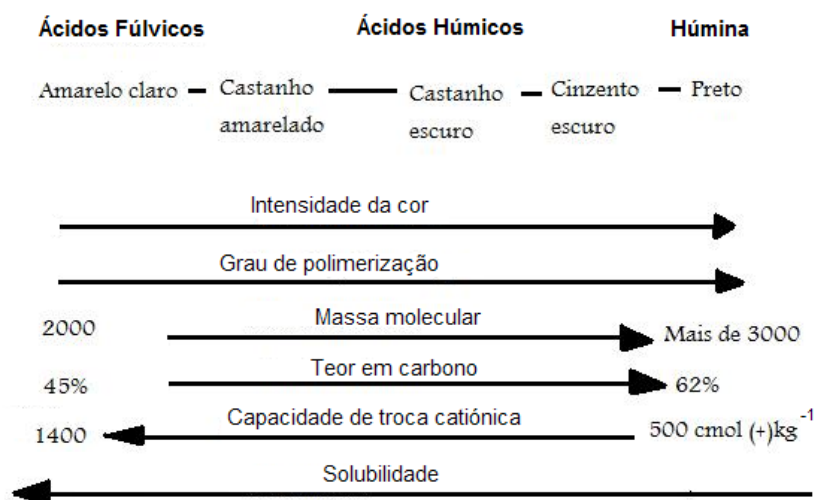 Ácidos Fúlvicos Ácidos Húmicos Húmina
Amarelo claro Castanho amarelado Castanho escuro Cinzento escuro Preto
Intensidade da cor
Grau de polimerização
2000 Massa molecular Mais de 3000
45% Teor em carbono 62%
1400 Capacidade de troca catiónica 500 cmol (+)kg⁻¹
Solubilidade